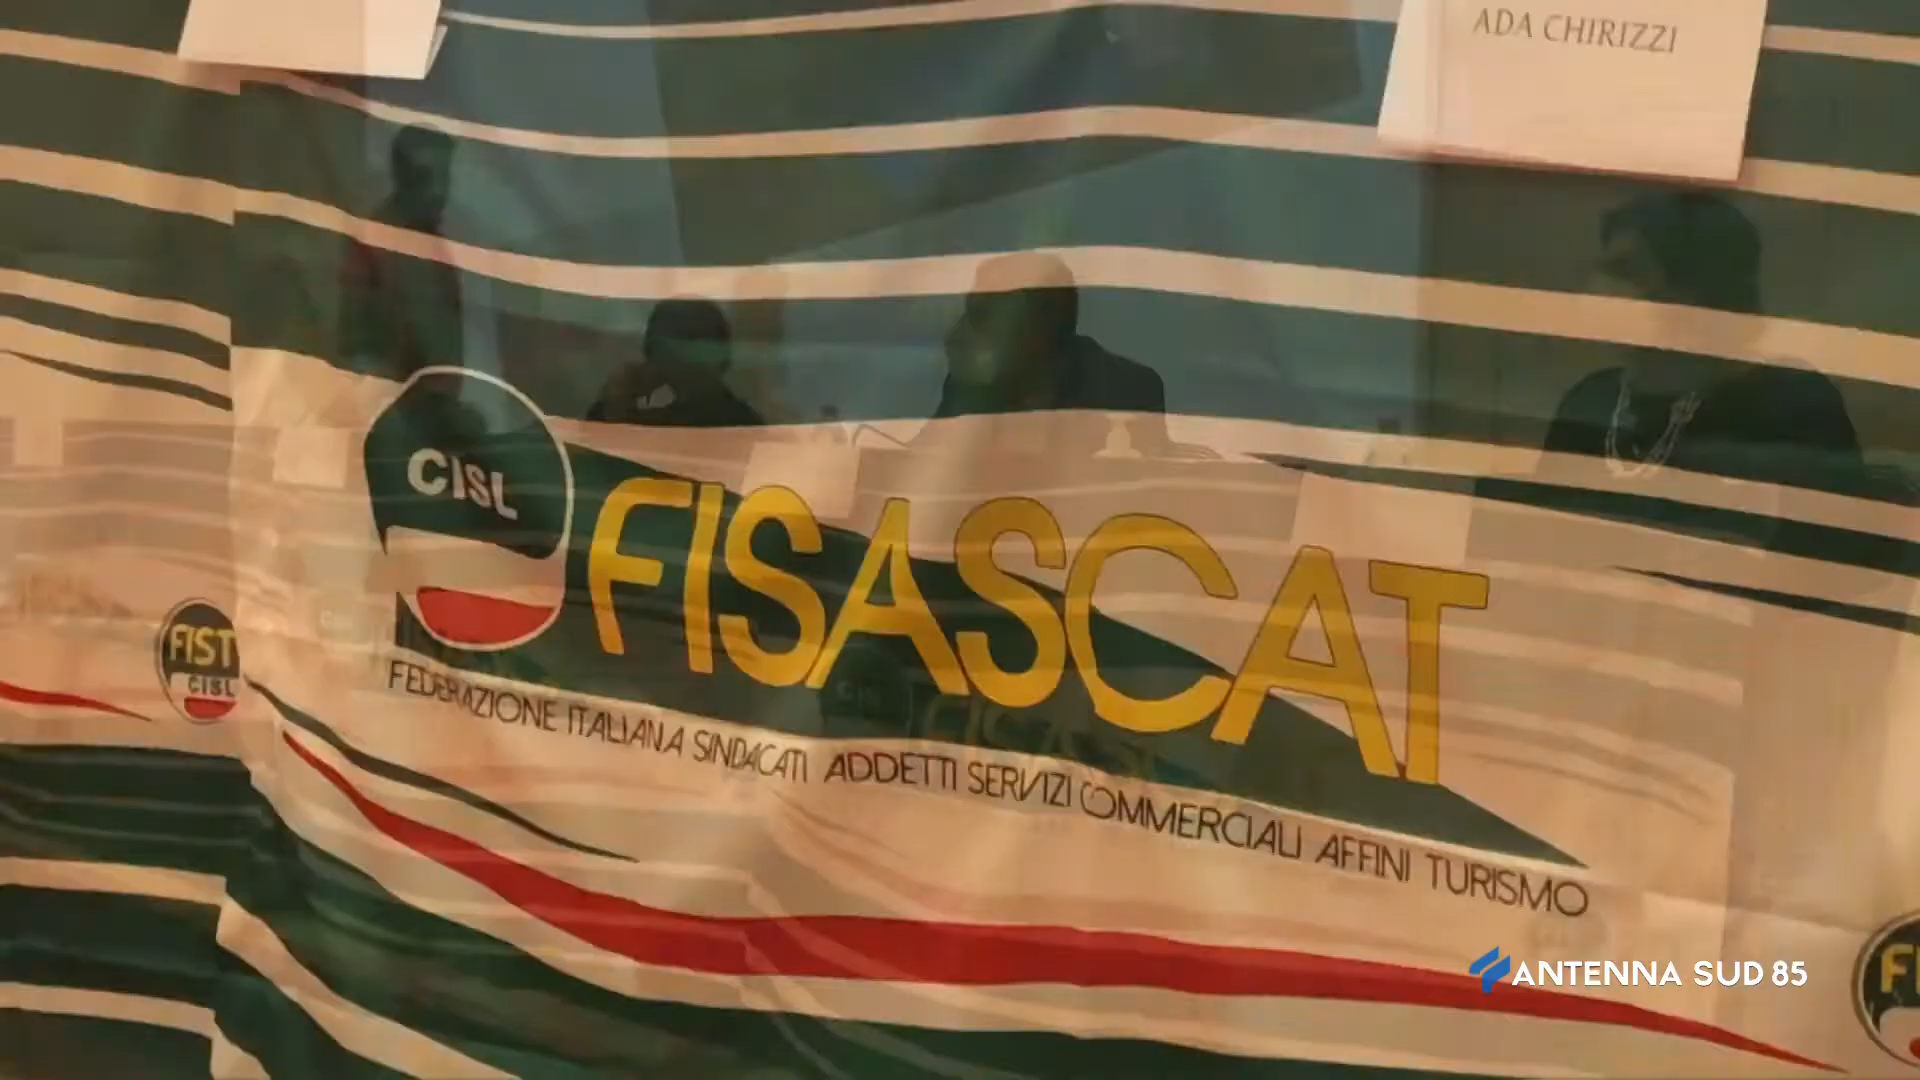 ADA CHIRIZZI
CISL
FISASCAT
FIST
CISL
FEDERAZIONE ITALIANA SINDACATI ADDETTI SERVIZI COMMERCIALI AFFINI TURISMO
ANTENNA SUD 85